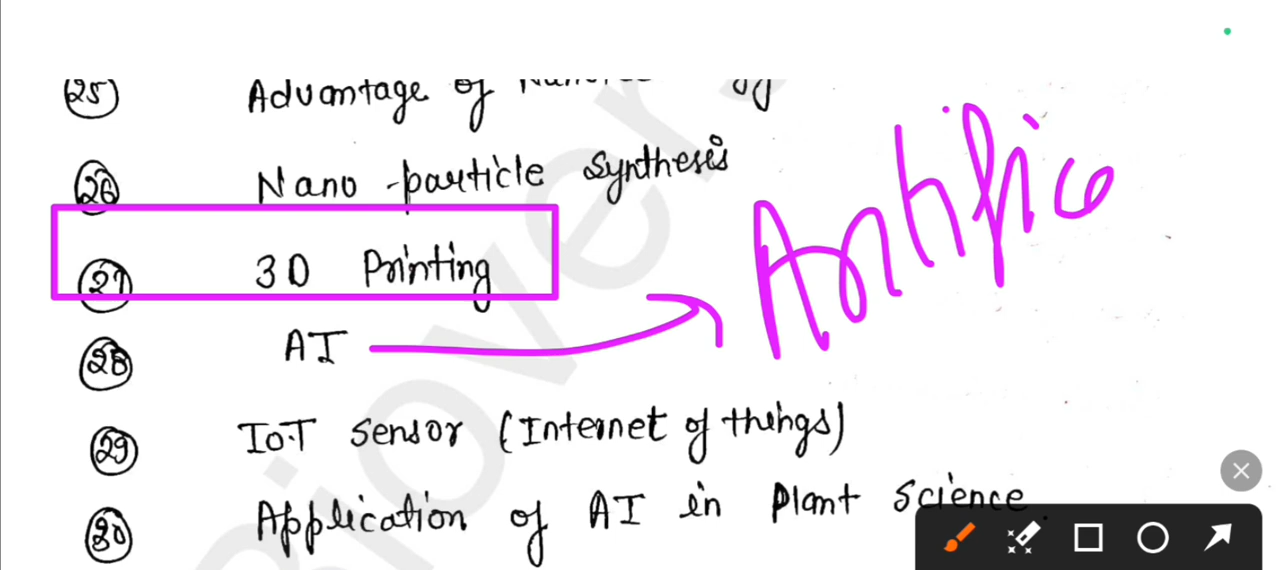 25 Advantage of
26 Nano-particle Synthesis
27 3D Printing
28 AI
Artific
29 IoT Sensor (Internet of things)
30 Application of AI in Plant Science